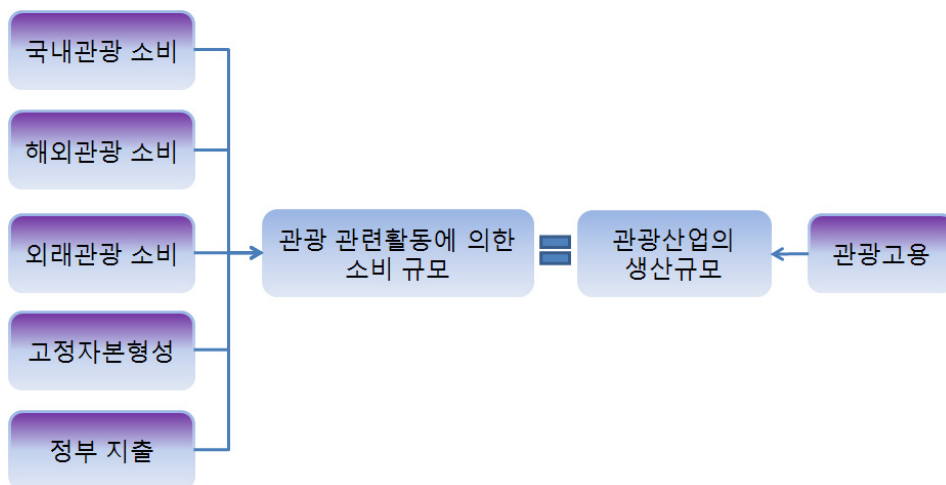 국내관광 소비
해외관광 소비
외래관광 소비
고정자본형성
정부 지출
관광 관련활동에 의한
소비 규모
관광산업의
생산규모
관광고용